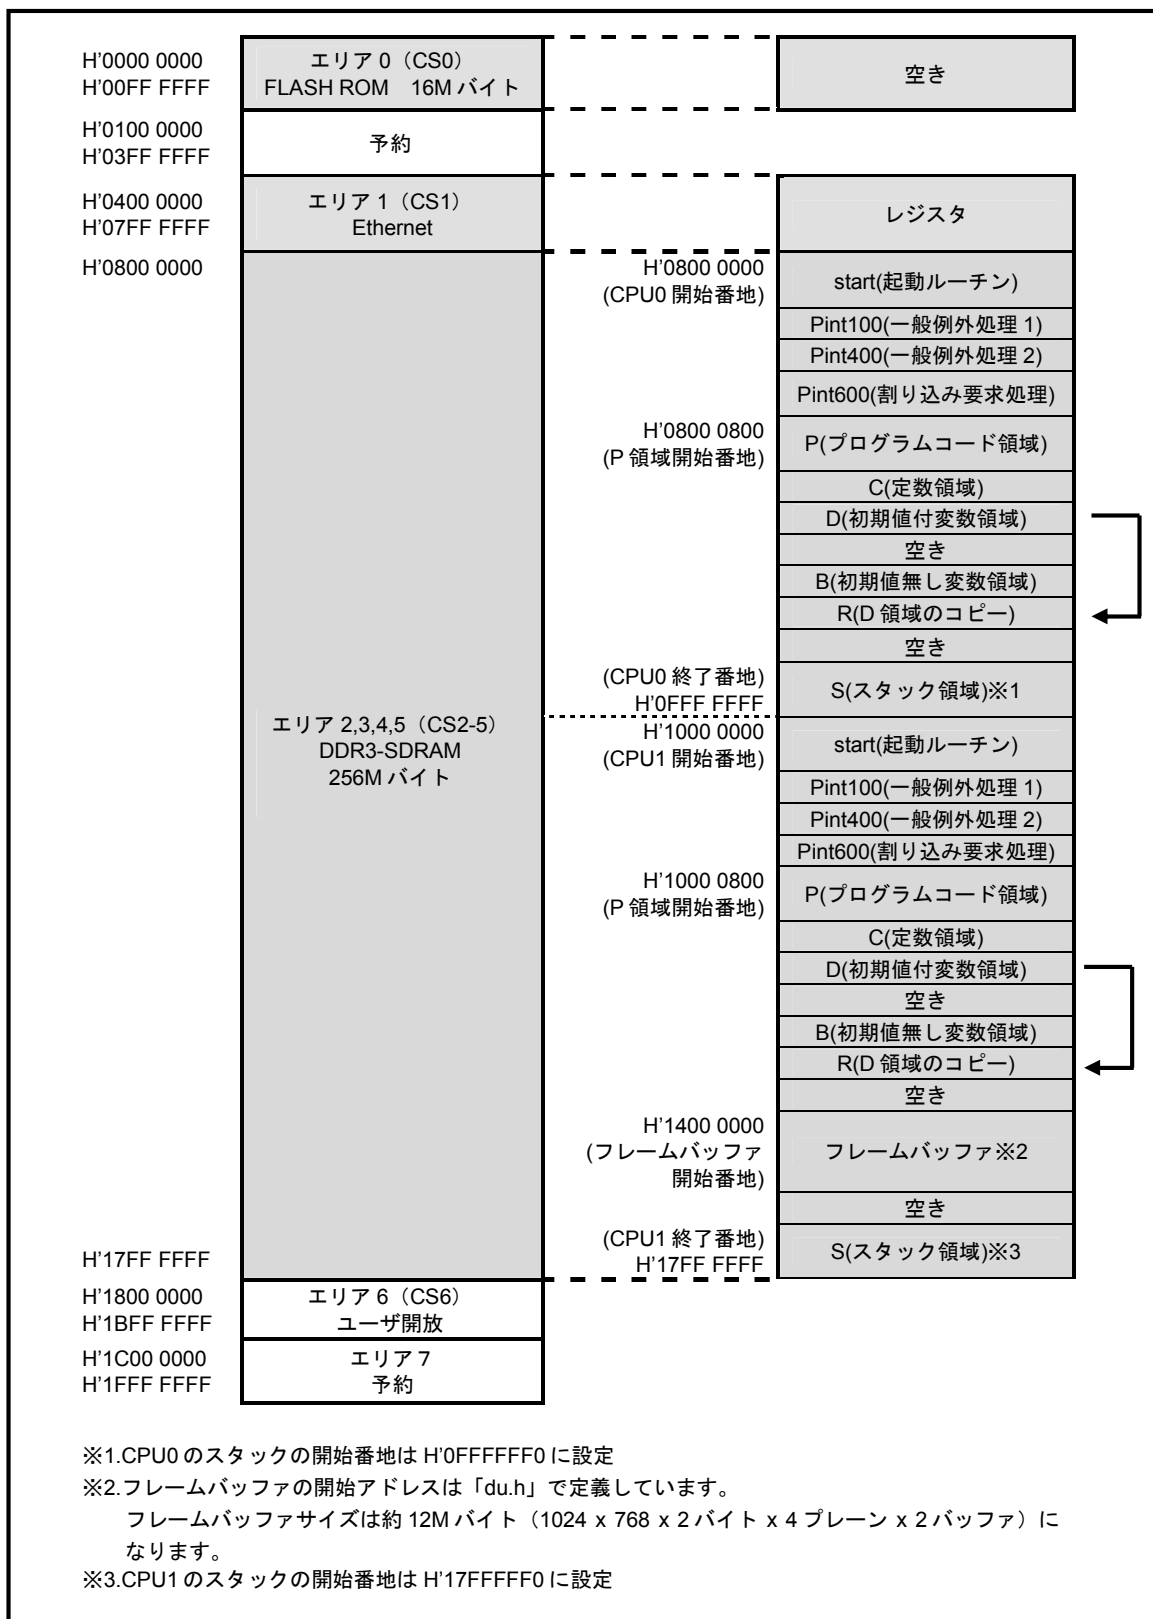 H'0000 0000
H'00FF FFFF
エリア 0（CS0）
FLASH ROM　16M バイト
空き
H'0100 0000
H'03FF FFFF
予約
H'0400 0000
H'07FF FFFF
エリア 1（CS1）
Ethernet
レジスタ
H'0800 0000
H'0800 0000
(CPU0 開始番地)
start(起動ルーチン)
Pint100(一般例外処理 1)
Pint400(一般例外処理 2)
Pint600(割り込み要求処理)
H'0800 0800
(P 領域開始番地)
P(プログラムコード領域)
C(定数領域)
D(初期値付変数領域)
空き
B(初期値無し変数領域)
R(D 領域のコピー)
空き
(CPU0 終了番地)
H'0FFF FFFF
S(スタック領域)※1
エリア 2,3,4,5（CS2-5）
DDR3-SDRAM
256M バイト
H'1000 0000
(CPU1 開始番地)
start(起動ルーチン)
Pint100(一般例外処理 1)
Pint400(一般例外処理 2)
Pint600(割り込み要求処理)
H'1000 0800
(P 領域開始番地)
P(プログラムコード領域)
C(定数領域)
D(初期値付変数領域)
空き
B(初期値無し変数領域)
R(D 領域のコピー)
空き
H'1400 0000
(フレームバッファ
開始番地)
フレームバッファ※2
空き
(CPU1 終了番地)
H'17FF FFFF
S(スタック領域)※3
H'17FF FFFF
H'1800 0000
H'1BFF FFFF
エリア 6（CS6）
ユーザ開放
H'1C00 0000
H'1FFF FFFF
エリア 7
予約
※1.CPU0 のスタックの開始番地は H'0FFFFFF0 に設定
※2.フレームバッファの開始アドレスは「du.h」で定義しています。
フレームバッファサイズは約 12M バイト（1024 x 768 x 2 バイト x 4 プレーン x 2 バッファ）に
なります。
※3.CPU1 のスタックの開始番地は H'17FFFFF0 に設定